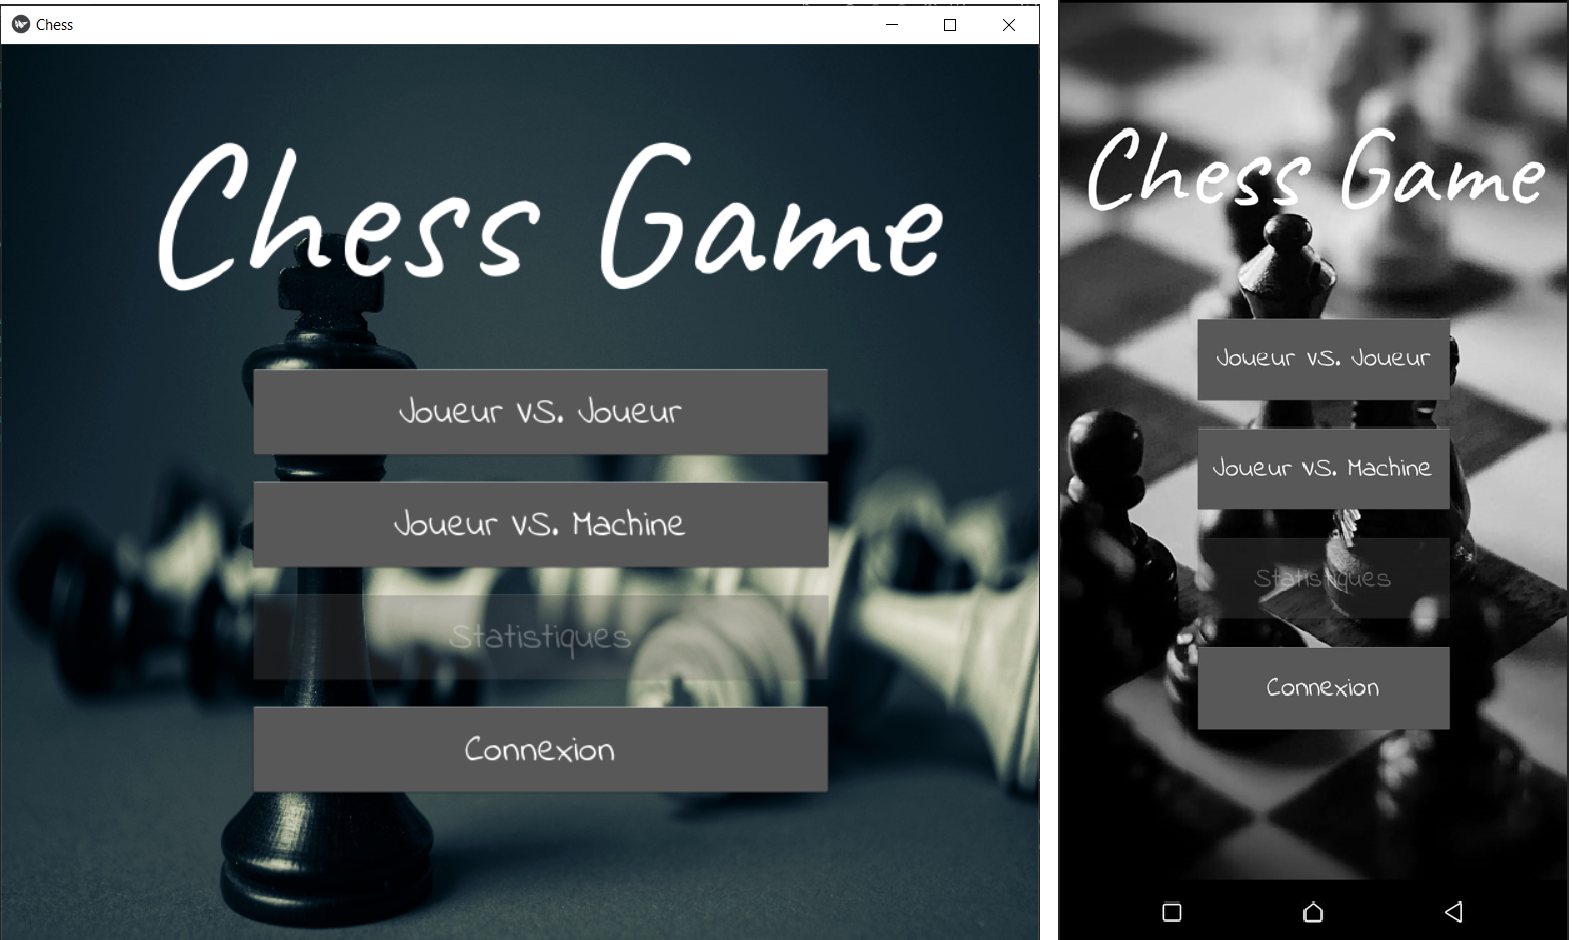 Chess
Chess Game
Joueur VS. Joueur
Joueur VS. Machine
Statistiques
Connexion
Chess Game
Joueur VS. Joueur
Joueur VS. Machine
Statistiques
Connexion